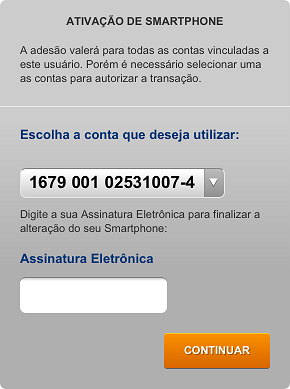 ATIVAÇÃO DE SMARTPHONE
A adesão valerá para todas as contas vinculadas a
este usuário. Porém é necessário selecionar uma
as contas para autorizar a transação.
Escolha a conta que deseja utilizar:
1679 001 02531007-4
Digite a sua Assinatura Eletrônica para finalizar a
alteração do seu Smartphone:
Assinatura Eletrônica
CONTINUAR